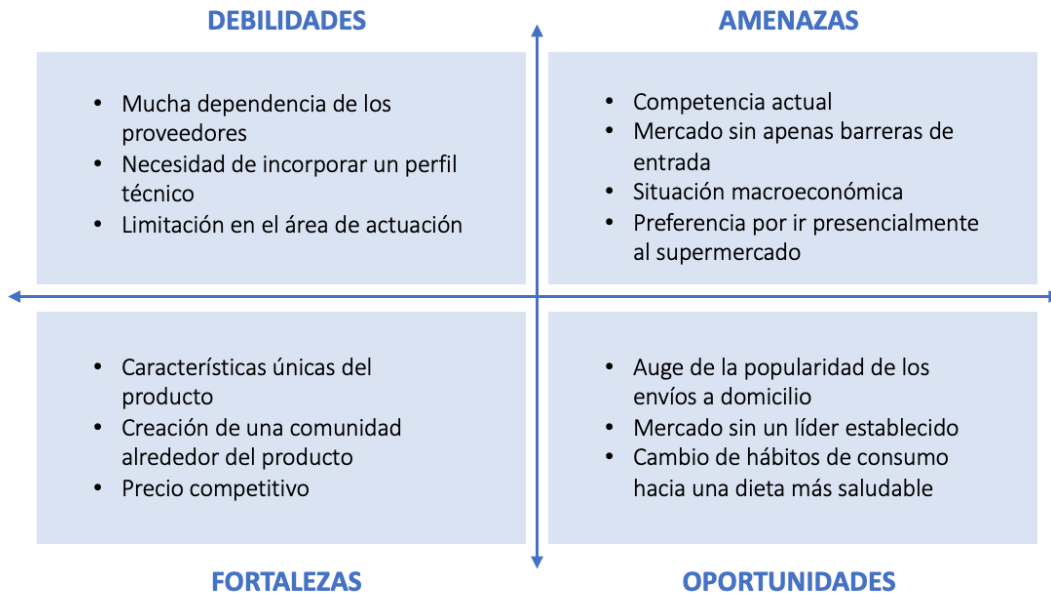 DEBILIDADES
• Mucha dependencia de los
proveedores
• Necesidad de incorporar un perfil
técnico
• Limitación en el área de actuación
AMENAZAS
• Competencia actual
• Mercado sin apenas barreras de
entrada
• Situación macroeconómica
• Preferencia por ir presencialmente
al supermercado
• Características únicas del
producto
• Creación de una comunidad
alrededor del producto
• Precio competitivo
FORTALEZAS
• Auge de la popularidad de los
envíos a domicilio
• Mercado sin un líder establecido
• Cambio de hábitos de consumo
hacia una dieta más saludable
OPORTUNIDADES